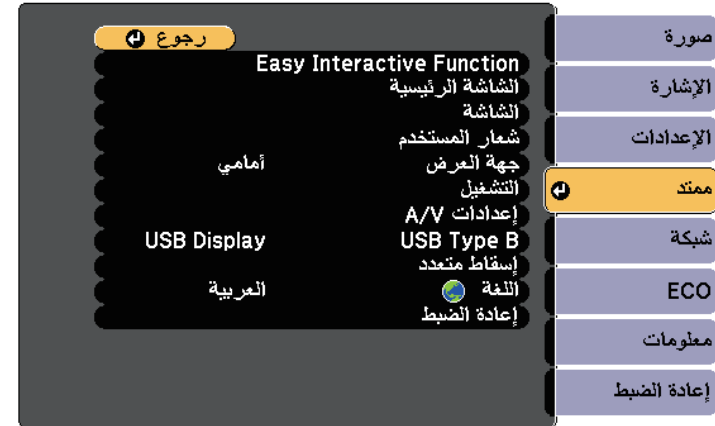 صورة
الإشارة
الإعدادات
ممتد
شبكة
ECO
معلومات
إعادة الضبط
رجوع
Easy Interactive Function
الشاشة الرئيسية
الشاشة
شعار المستخدم
جهة العرض أمامي
التشغيل
إعدادات A/V
USB Type B USB Display
إسقاط متعدد
اللغة العربية
إعادة الضبط